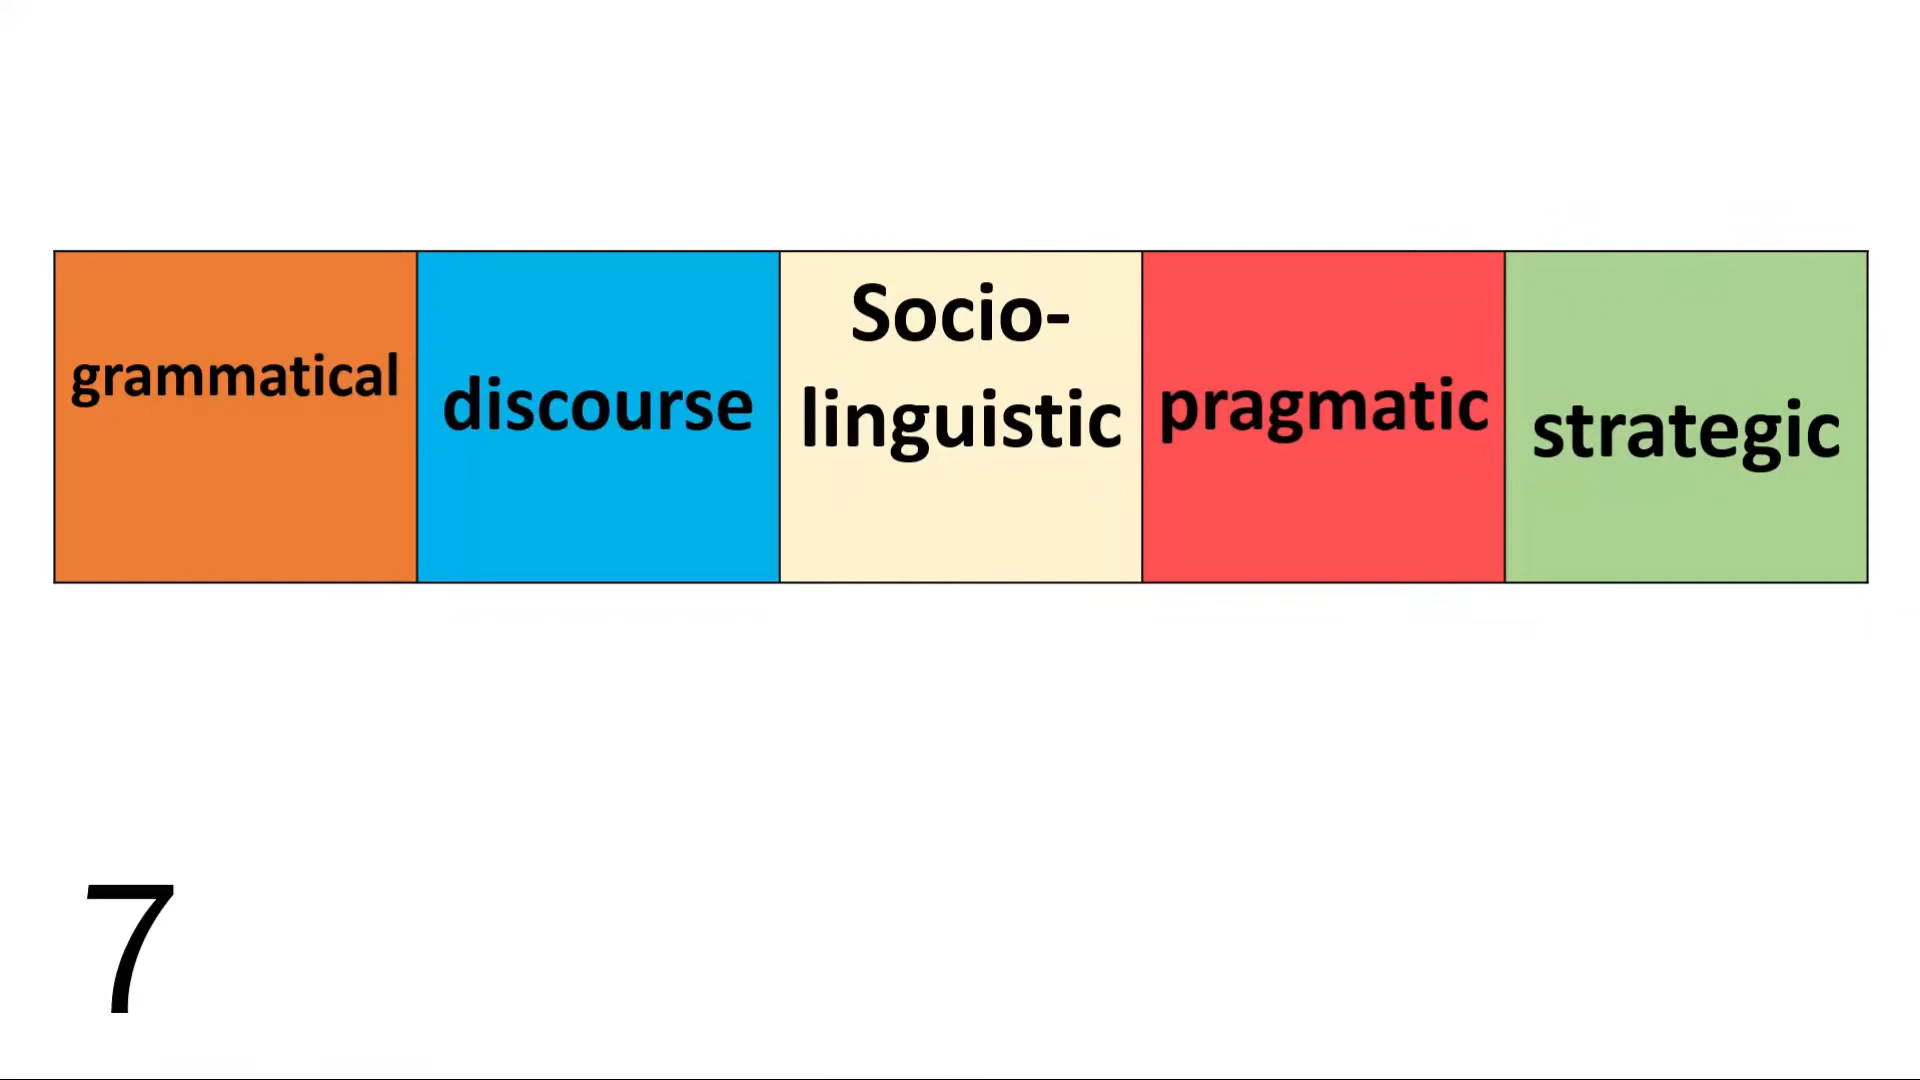 grammatical
discourse
Socio-
linguistic
pragmatic
strategic
7